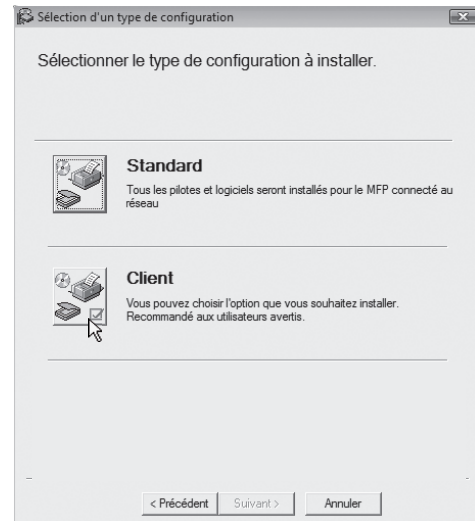 Sélection d'un type de configuration
Sélectionner le type de configuration à installer.
Standard
Tous les pilotes et logiciels seront installés pour le MFP connecté au
réseau
Client
Vous pouvez choisir l'option que vous souhaitez installer.
Recommandé aux utilisateurs avertis.
< Précédent Suivant > Annuler